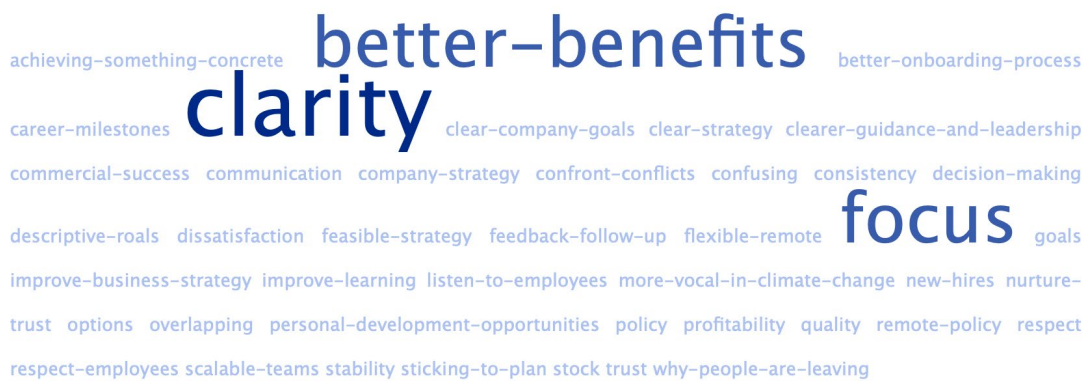 achieving-something-concrete better-benefits better-onboarding-process
career-milestones clarity clear-company-goals clear-strategy clearer-guidance-and-leadership
commercial-success communication company-strategy confront-conflicts confusing consistency decision-making
descriptive-roals dissatisfaction feasible-strategy feedback-follow-up flexible-remote focus goals
improve-business-strategy improve-learning listen-to-employees more-vocal-in-climate-change new-hires nurture-
trust options overlapping personal-development-opportunities policy profitability quality remote-policy respect
respect-employees scalable-teams stability sticking-to-plan stock trust why-people-are-leaving